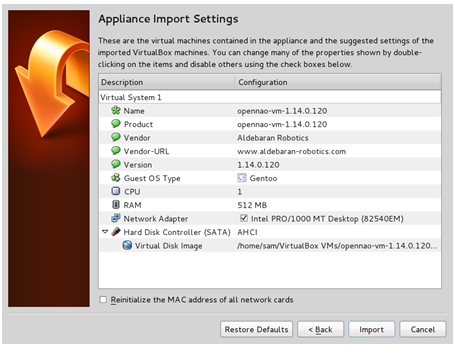 Appliance Import Settings
These are the virtual machines contained in the appliance and the suggested settings of the
imported VirtualBox machines. You can change many of the properties shown by double-
clicking on the items and disable others using the check boxes below.
Description Configuration
Virtual System 1
Name opennao-vm-1.14.0.120
Product opennao-vm-1.14.0.120
Vendor Aldebaran Robotics
Vendor-URL www.aldebaran-robotics.com
Version 1.14.0.120
Guest OS Type Gentoo
CPU 1
RAM 512 MB
Network Adapter Intel PRO/1000 MT Desktop (82540EM)
Hard Disk Controller (SATA) AHCI
Virtual Disk Image /home/sam/VirtualBox VMs/opennao-vm-1.14.0.120...
Reinitialize the MAC address of all network cards
Restore Defaults < Back Import Cancel